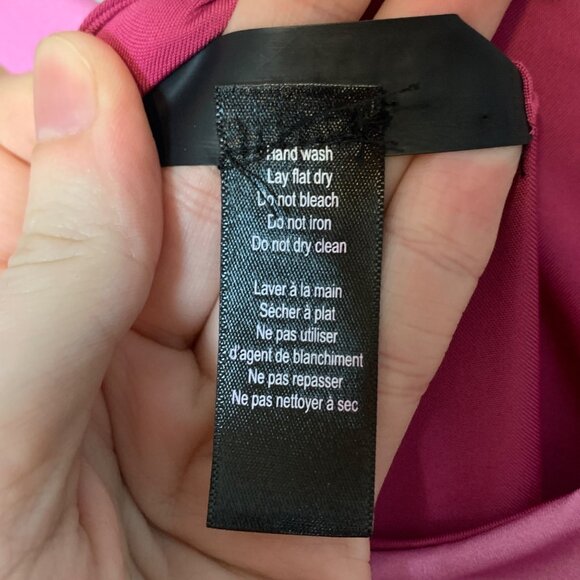 Hand wash
Lay flat dry
Do not bleach
Do not iron
Do not dry clean
Laver à la main
Sècher à plat
Ne pas utiliser
d'agent de blanchiment
Ne pas repasser
Ne pas nettoyer à sec